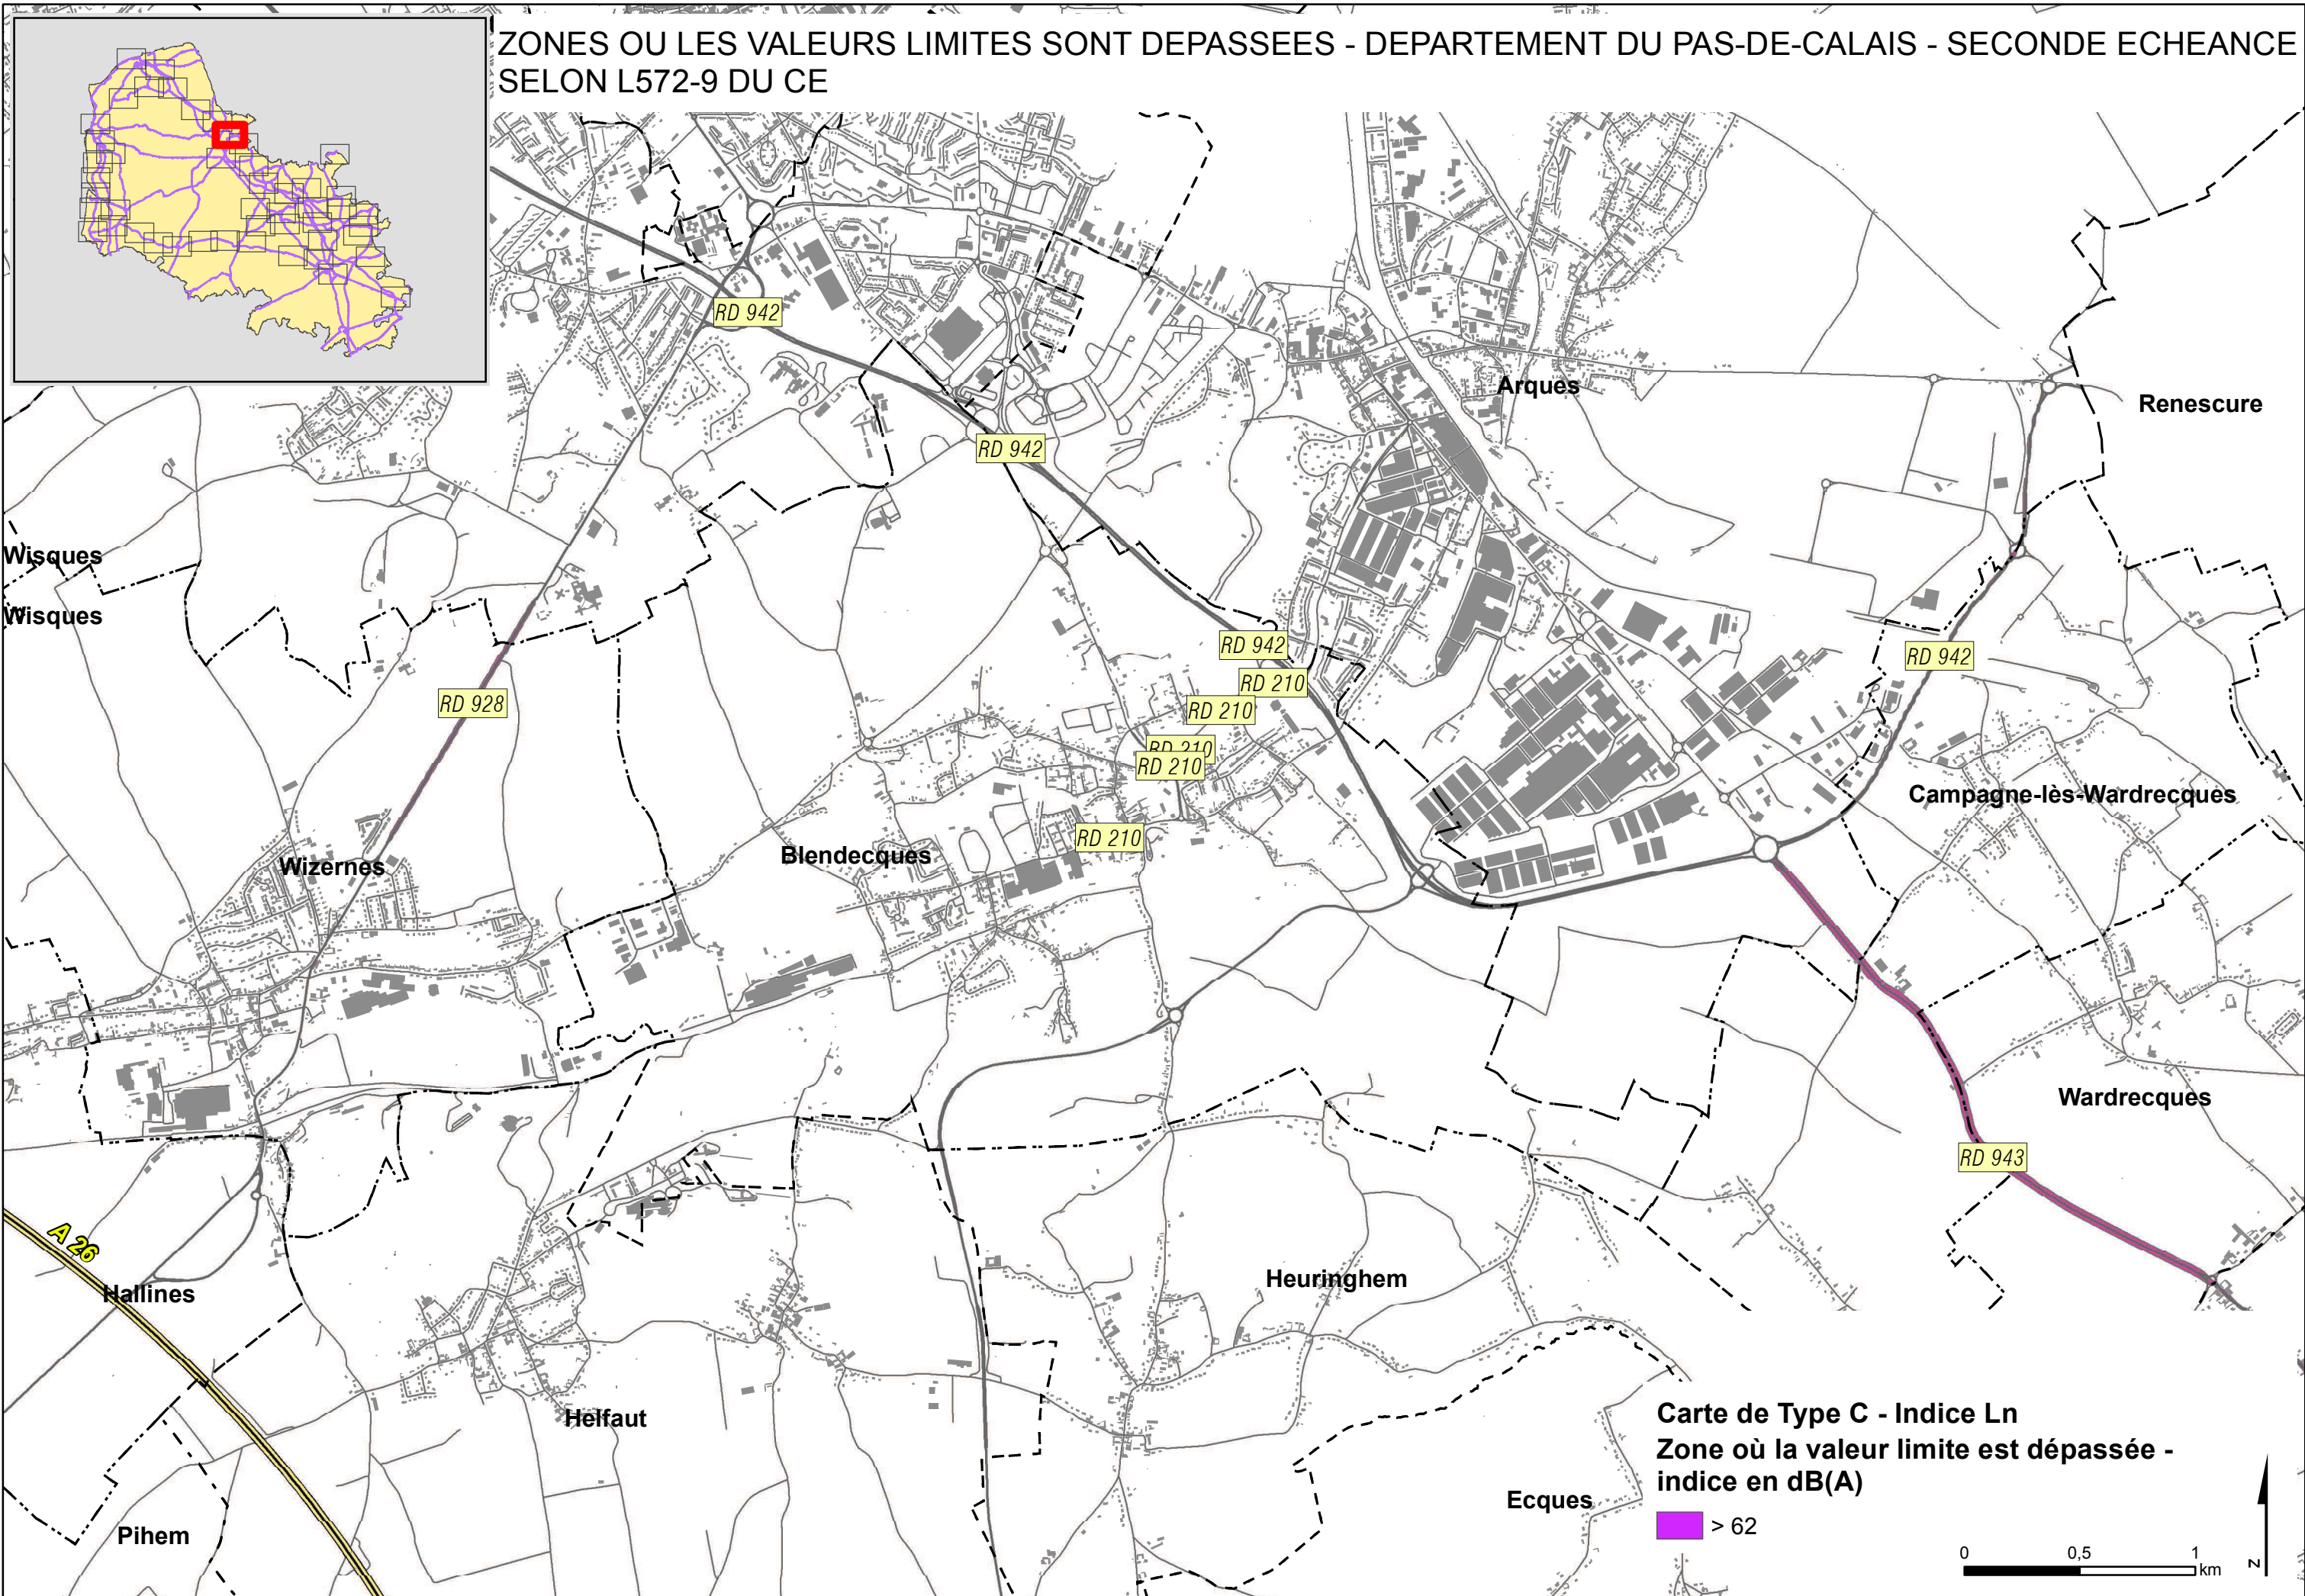 ZONES OU LES VALEURS LIMITES SONT DEPASSEES - DEPARTEMENT DU PAS-DE-CALAIS - SECONDE ECHEANCE
SELON L572-9 DU CE
RD 942
Arques
Renescure
RD 942
Wisques
Wisques
RD 942
RD 942
RD 210
RD 928
RD 210
RD 210
RD 210
Campagne-lès-Wardrecques
RD 210
Blendecques
Wizernes
Wardrecques
RD 943
A 26
Heuringhem
Hallines
Helfaut
Carte de Type C - Indice Ln
Zone où la valeur limite est dépassée -
indice en dB(A)
Ecques
> 62
Pihem
0 0,5 1
km
N